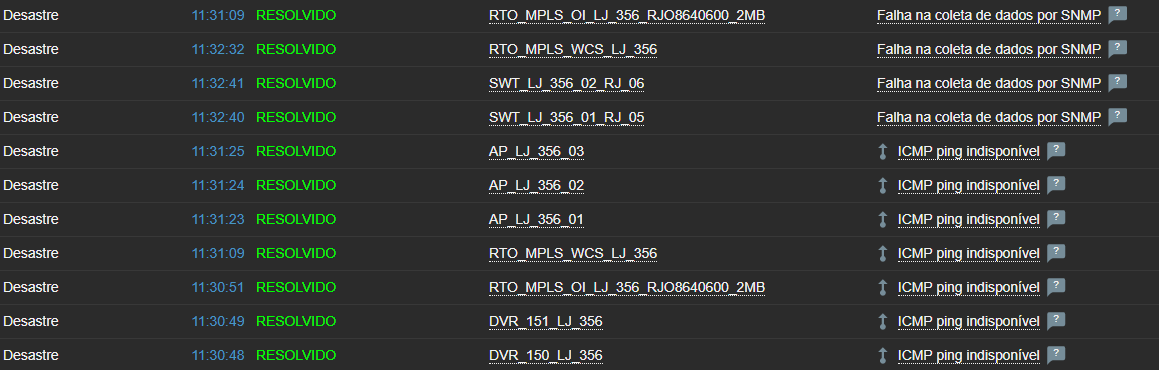 Desastre 11:31:09 RESOLVIDO RTO_MPLS_OI_LJ_356_RJO8640600_2MB Falha na coleta de dados por SNMP ?
Desastre 11:32:32 RESOLVIDO RTO_MPLS_WCS_LJ_356 Falha na coleta de dados por SNMP ?
Desastre 11:32:41 RESOLVIDO SWT_LJ_356_02_RJ_06 Falha na coleta de dados por SNMP ?
Desastre 11:32:40 RESOLVIDO SWT_LJ_356_01_RJ_05 Falha na coleta de dados por SNMP ?
Desastre 11:31:25 RESOLVIDO AP_LJ_356_03 ICMP ping indisponível ?
Desastre 11:31:24 RESOLVIDO AP_LJ_356_02 ICMP ping indisponível ?
Desastre 11:31:23 RESOLVIDO AP_LJ_356_01 ICMP ping indisponível ?
Desastre 11:31:09 RESOLVIDO RTO_MPLS_WCS_LJ_356 ICMP ping indisponível ?
Desastre 11:30:51 RESOLVIDO RTO_MPLS_OI_LJ_356_RJO8640600_2MB ICMP ping indisponível ?
Desastre 11:30:49 RESOLVIDO DVR_151_LJ_356 ICMP ping indisponível ?
Desastre 11:30:48 RESOLVIDO DVR_150_LJ_356 ICMP ping indisponível ?